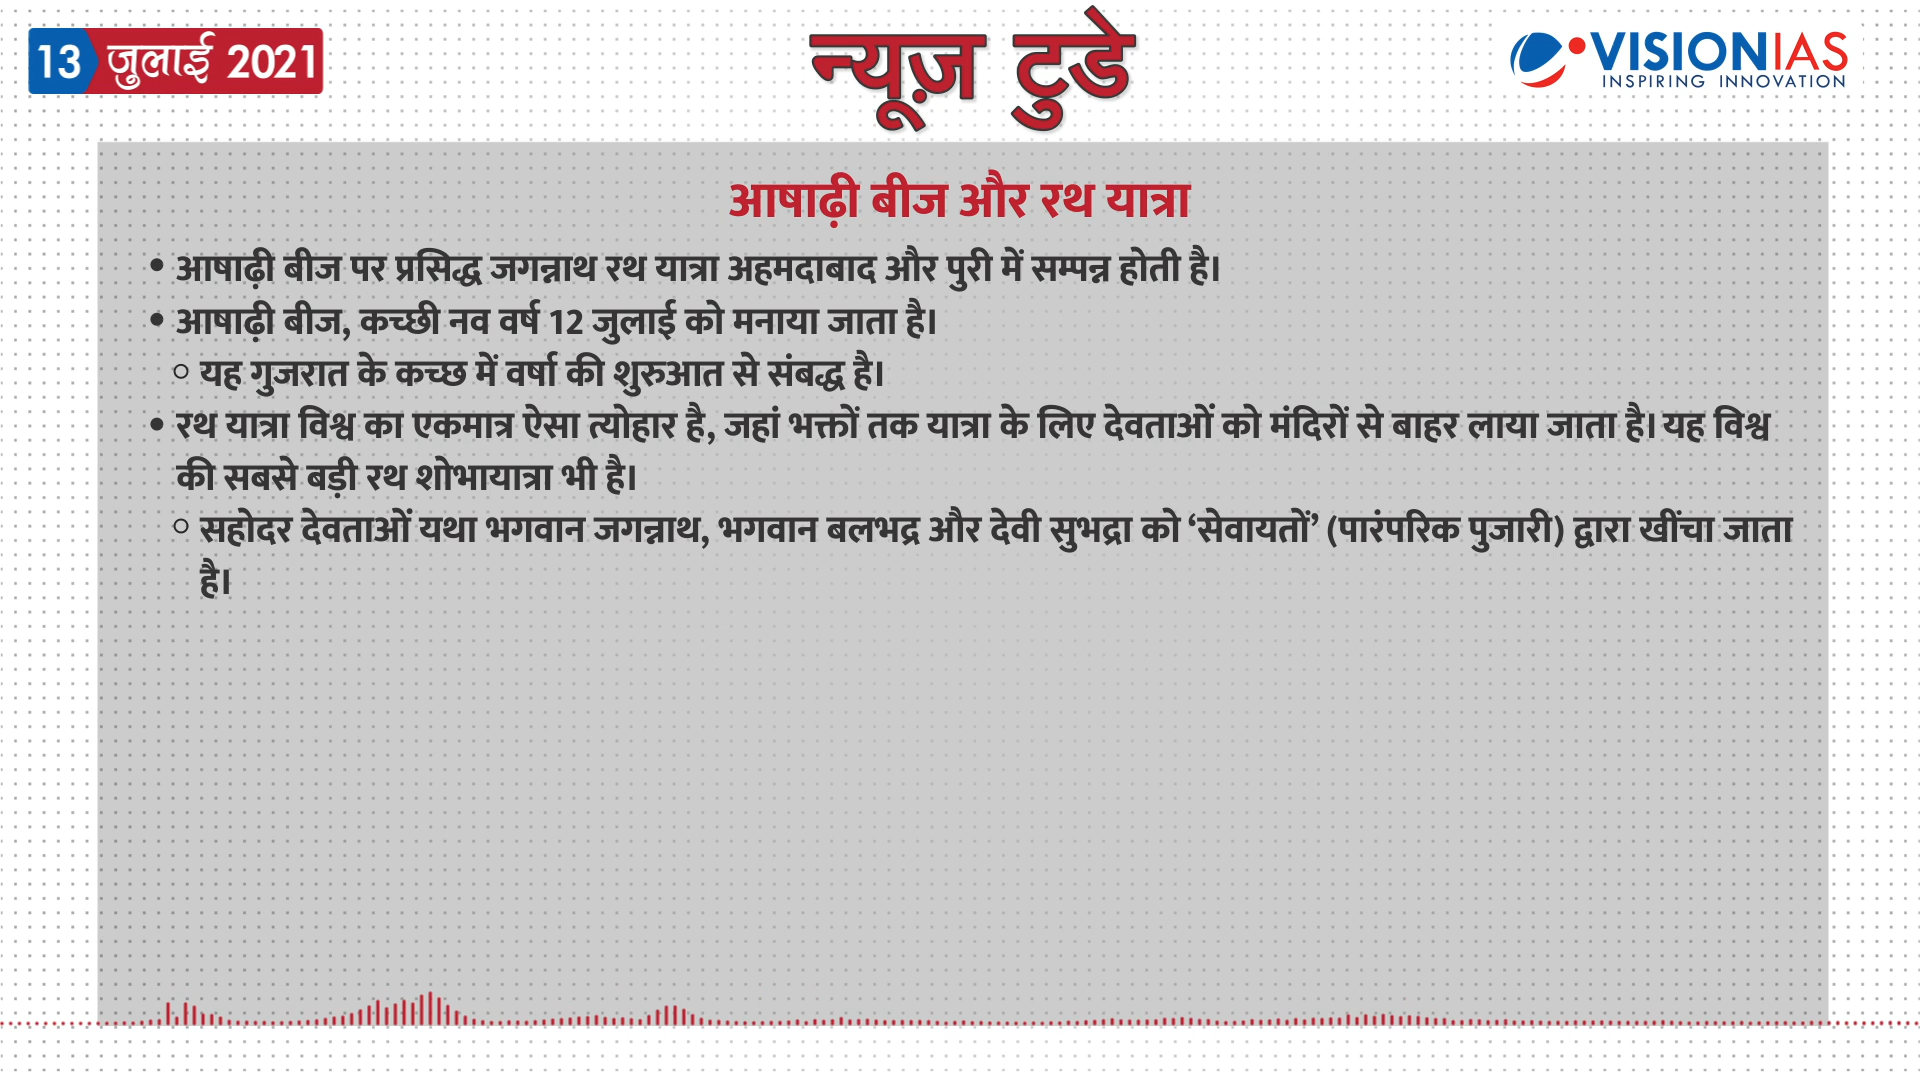 13 जुलाई 2021
न्यूज़ टुडे
VISIONIAS
INSPIRING INNOVATION
आषाढ़ी बीज और रथ यात्रा
• आषाढ़ी बीज पर प्रसिद्ध जगन्नाथ रथ यात्रा अहमदाबाद और पुरी में सम्पन्न होती है।
• आषाढ़ी बीज, कच्छी नव वर्ष 12 जुलाई को मनाया जाता है।
○ यह गुजरात के कच्छ में वर्षा की शुरुआत से संबद्ध है।
• रथ यात्रा विश्व का एकमात्र ऐसा त्योहार है, जहां भक्तों तक यात्रा के लिए देवताओं को मंदिरों से बाहर लाया जाता है। यह विश्व
की सबसे बड़ी रथ शोभायात्रा भी है।
○ सहोदर देवताओं यथा भगवान जगन्नाथ, भगवान बलभद्र और देवी सुभद्रा को ‘सेवायतों’ (पारंपरिक पुजारी) द्वारा खींचा जाता
है।